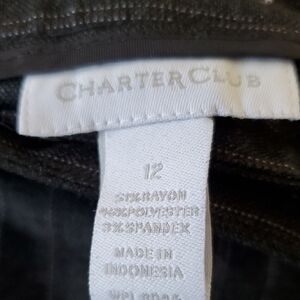 CHARTER CLUB
12
51% RAYON
46% POLYESTER
3% SPANDEX
MADE IN
INDONESIA